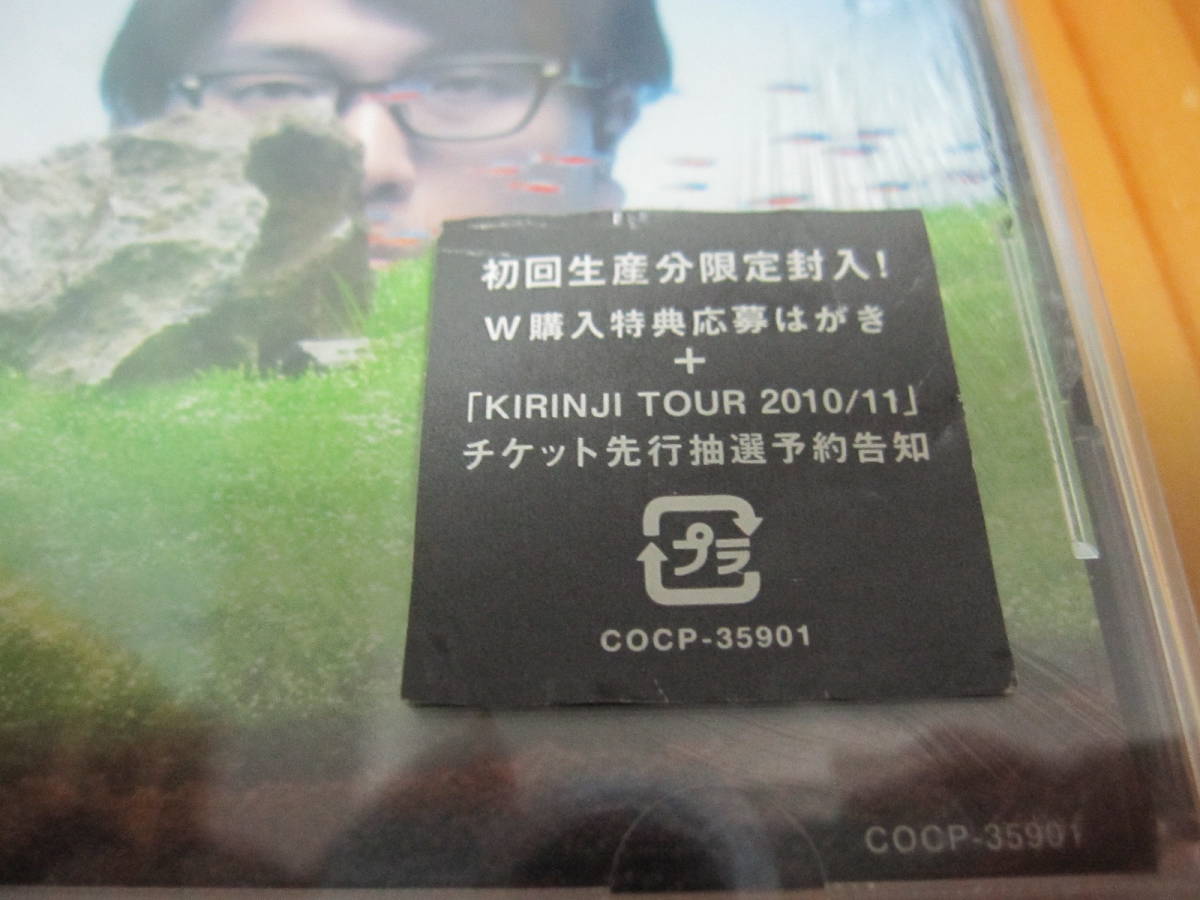 初回生産分限定封入!
W購入特典応募はがき
+
「KIRINJI TOUR 2010/11」
チケット先行抽選予約告知
プラ
COCP-35901
COCP-35901